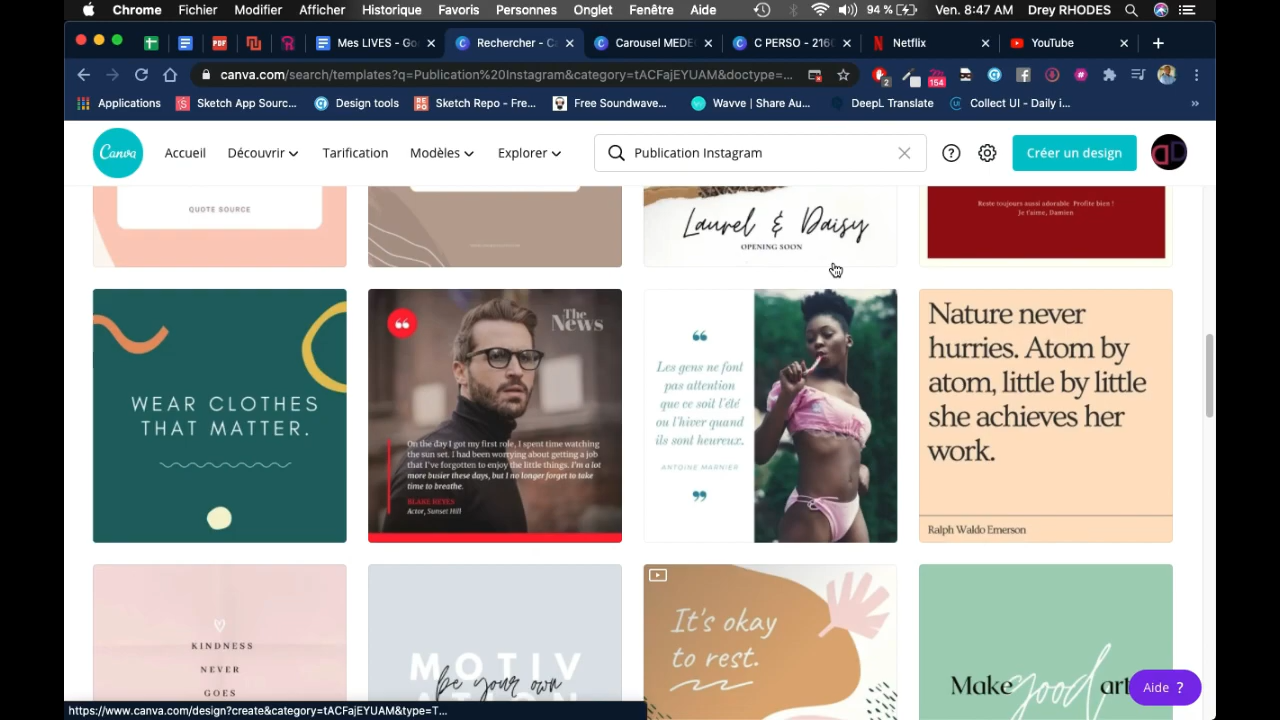 Chrome Fichier Modifier Afficher Historique Favoris Personnes Onglet Fenêtre Aide 94 % Ven. 8:47 AM Drey RHODES
Mes LIVES - Go
Rechercher - C
Carousel MEDE
C PERSO - 216
Netflix
YouTube
canva.com/search/templates?q=Publication%20Instagram&category=tACFajEYUAM&doctype=...
2
154
Applications
Sketch App Sourc...
Design tools
Sketch Repo - Fre...
Free Soundwave...
Wavve | Share Au...
DeepL Translate
Collect UI - Daily i...
»
Canva
Accueil
Découvrir
Tarification
Modèles
Explorer
Publication Instagram
Créer un design
QUOTE SOURCE
Laurel & Daisy
OPENING SOON
Reste toujours aussi adorable Profite bien !
Je t'aime, Damien
WEAR CLOTHES
THAT MATTER.
The
News
On the day I got my first role, I spent time watching
the sun set. I had been worrying about getting a job
that I've forgotten to enjoy the little things. I'm a lot
more busier these days, but I no longer forget to take
time to breathe.
BLAKE REYES
Actor, Sunset Hill
Les gens ne font
pas attention
que ce soit l'été
ou l'hiver quand
ils sont heureux.
ANTOINE MARNIER
Nature never
hurries. Atom by
atom, little by little
she achieves her
work.
Ralph Waldo Emerson
KINDNESS
NEVER
GOES
MOTIV
be your own
It's okay
to rest.
Make good art
Aide ?
https://www.canva.com/design?create&category=tACFajEYUAM&type=T...